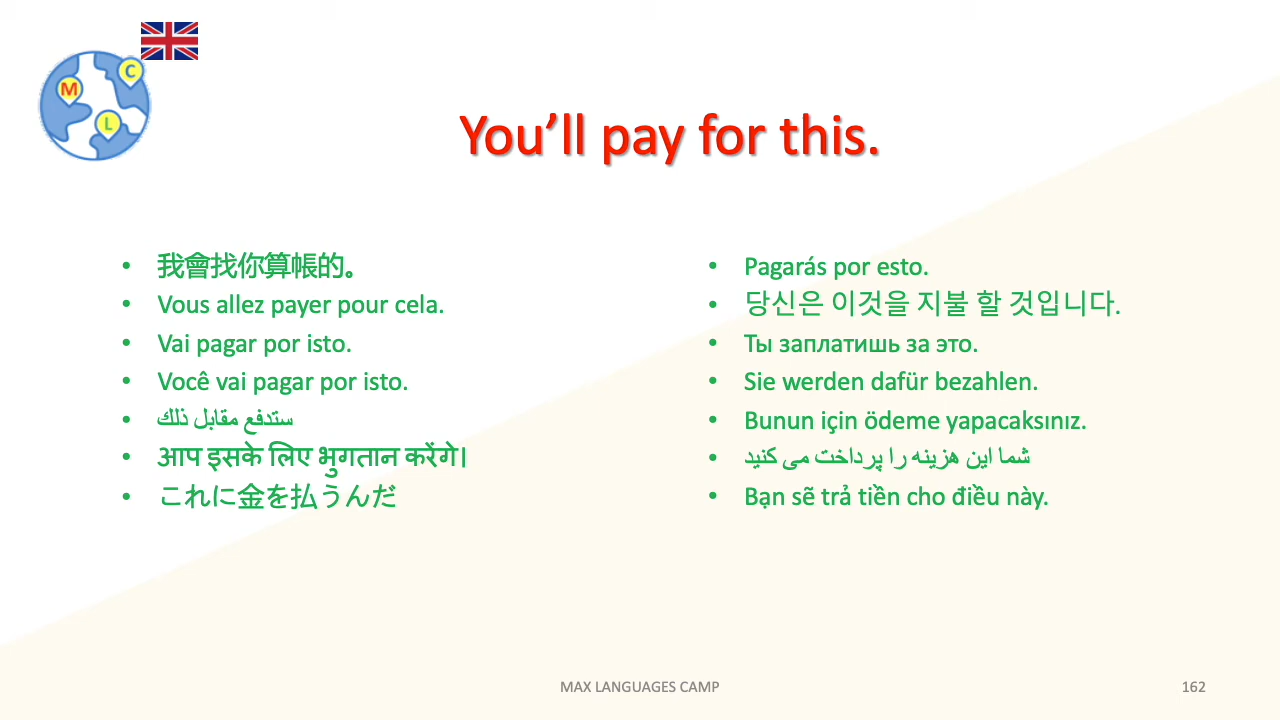 C
M
L
You’ll pay for this.
我會找你算帳的。
Vous allez payer pour cela.
Vai pagar por isto.
Você vai pagar por isto.
ستدفع مقابل ذلك
आप इसके लिए भुगतान करेंगे।
これに金を払うんだ
Pagarás por esto.
당신은 이것을 지불 할 것입니다.
Ты заплатишь за это.
Sie werden dafür bezahlen.
Bunun için ödeme yapacaksınız.
شما این هزینه را پرداخت می کنید
Bạn sẽ trả tiền cho điều này.
MAX LANGUAGES CAMP
162